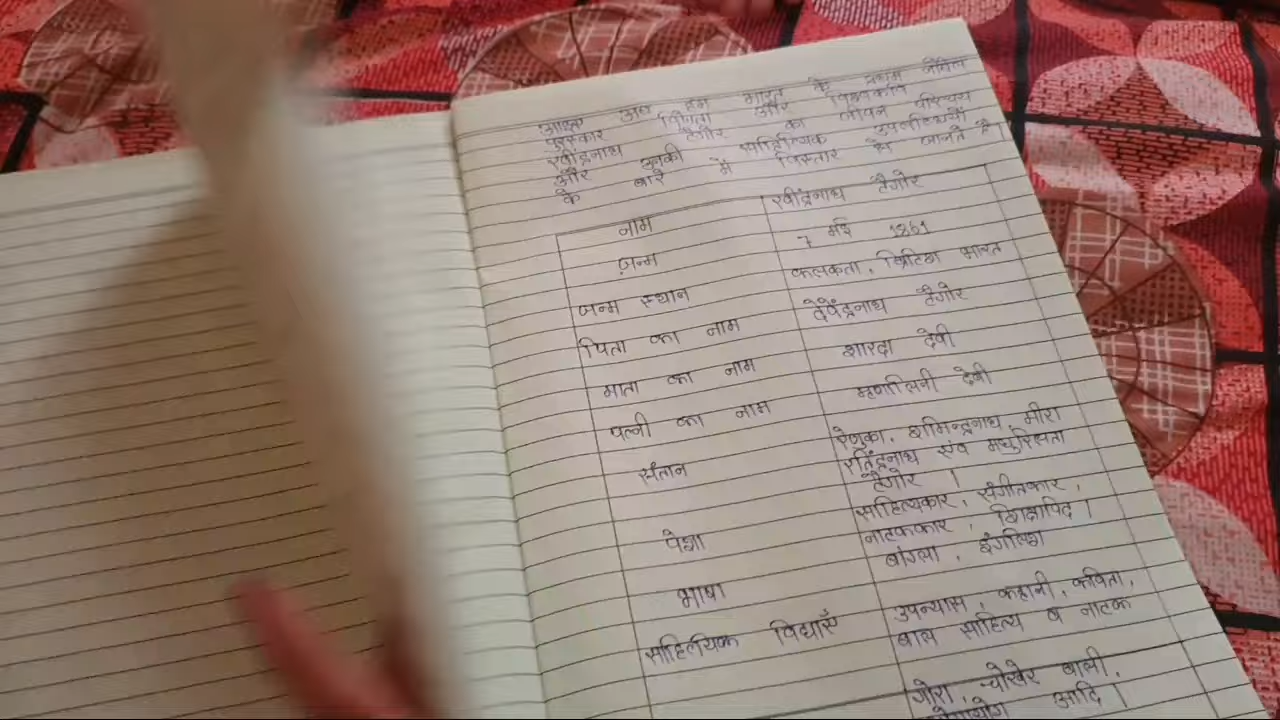 आइए अब हम भारत के प्रथम नोबेल
पुरस्कार विजेता और विश्वकवि
रवींद्रनाथ टैगोर का जीवन परिचय
और उनकी साहित्यिक उपलब्धियों
के बारे में विस्तार से जानते है।
नाम रवींद्रनाथ टैगोर
जन्म 7 मई 1861
जन्म स्थान कलकता, ब्रिटिश भारत
पिता का नाम देवेंद्रनाथ टैगोर
माता का नाम शारदा देवी
पत्नी का नाम मृणालिनी देवी
संतान रेणुका, शमिन्द्रनाथ, मीरा
रतिंद्रनाथ एंव मधुरिलता
टैगोर ।
पेशा साहित्यकार, संगीतकार,
नाटककार, शिक्षाविद ।
भाषा बांग्ला, इंगलिश
साहित्यिक विधाएँ उपन्यास, कहानी, कविता,
बाल साहित्य व नाटक
गोरा, चोखेर बाली,
आदि ।